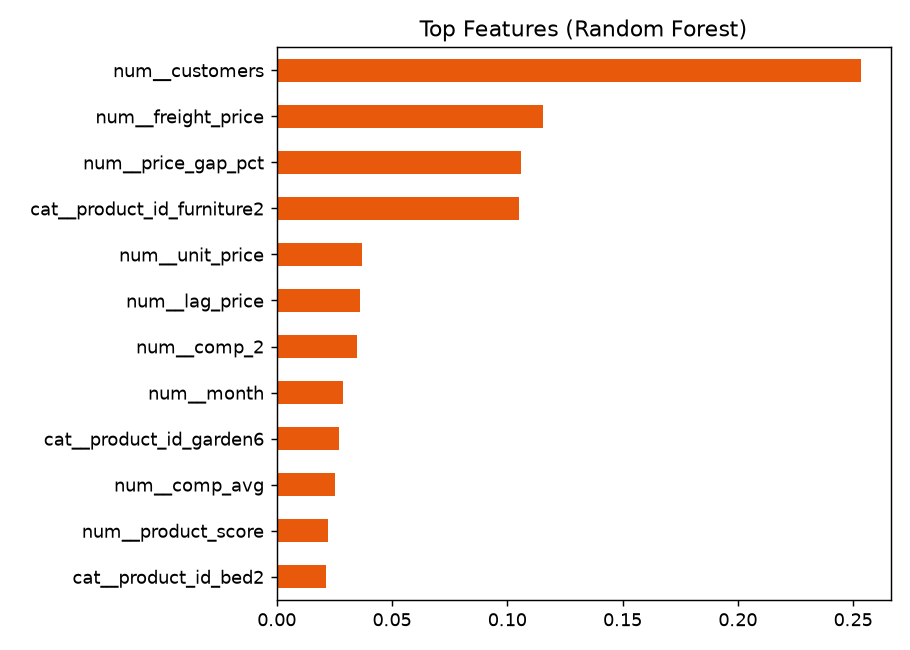 Top Features (Random Forest)
num__customers
num__freight_price
num__price_gap_pct
cat__product_id_furniture2
num__unit_price
num__lag_price
num__comp_2
num__month
cat__product_id_garden6
num__comp_avg
num__product_score
cat__product_id_bed2
0.00 0.05 0.10 0.15 0.20 0.25